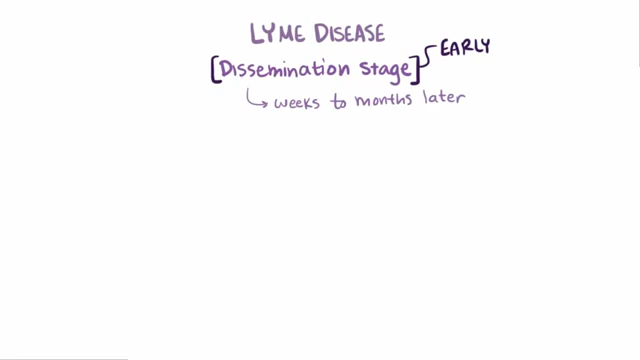 LYME DISEASE
[Dissemination Stage] EARLY
↳ weeks to months later